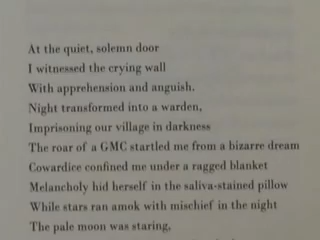 At the quiet, solemn door
I witnessed the crying wall
With apprehension and anguish.
Night transformed into a warden,
Imprisoning our village in darkness
The roar of a GMC startled me from a bizarre dream
Cowardice confined me under a ragged blanket
Melancholy hid herself in the saliva-stained pillow
While stars ran amok with mischief in the night
The pale moon was staring,